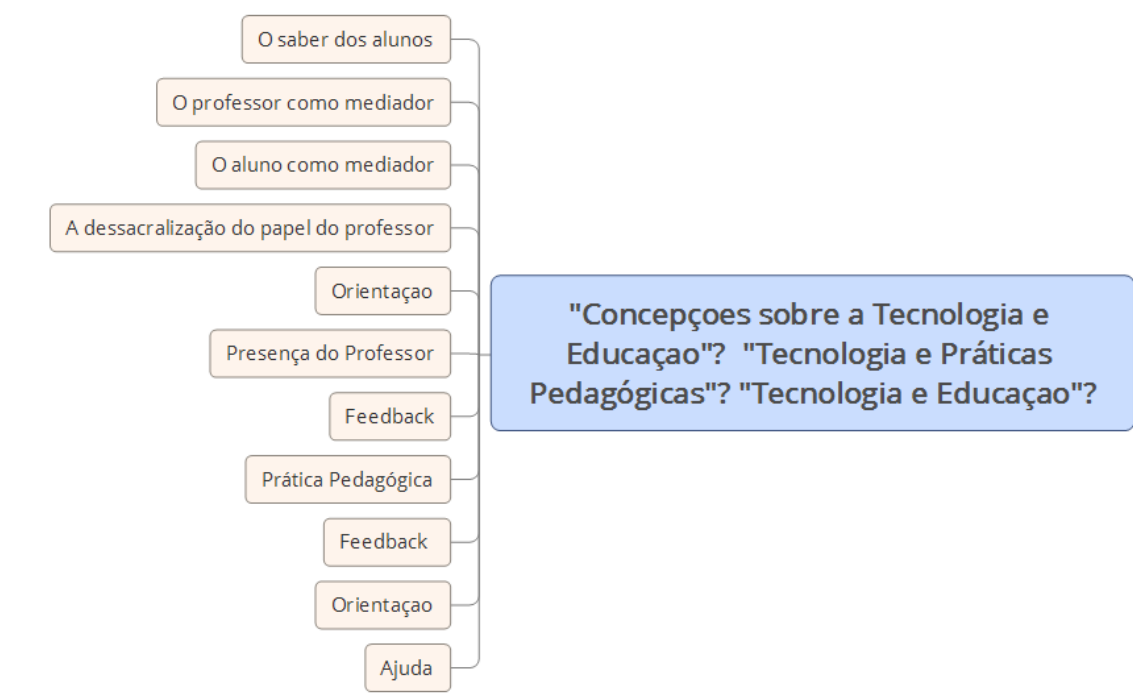 O saber dos alunos
O professor como mediador
O aluno como mediador
A dessacralização do papel do professor
Orientaçao
Presença do Professor
Feedback
Prática Pedagógica
Feedback
Orientaçao
Ajuda
"Concepçoes sobre a Tecnologia e
Educaçao"? "Tecnologia e Práticas
Pedagógicas"? "Tecnologia e Educaçao"?